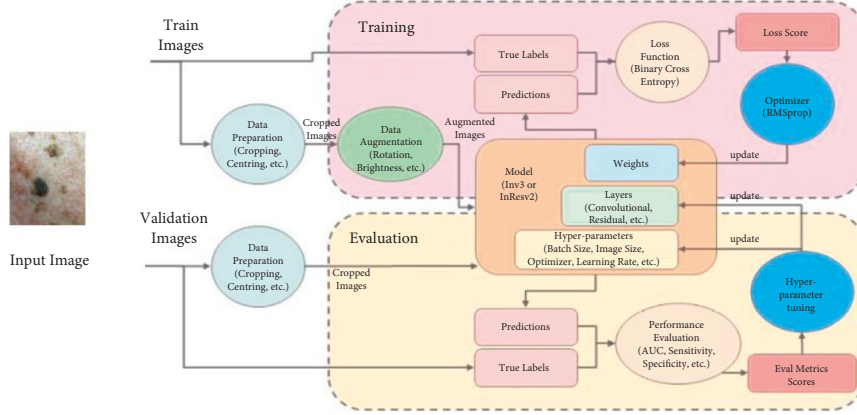 Train
Images
Training
True Labels
Predictions
Loss
Function
(Binary Cross
Entropy)
Loss Score
Optimizer
(RMSprop)
Data
Preparation
(Cropping,
Centring, etc.)
Cropped
Images
Data
Augmentation
(Rotation,
Brightness, etc.)
Augmented
Images
Model
(Inv3 or
InResv2)
Weights
update
Layers
(Convolutional,
Residual, etc.)
update
Hyper-parameters
(Batch Size, Image Size,
Optimizer, Learning Rate, etc.)
update
Input Image
Validation
Images
Evaluation
Data
Preparation
(Cropping,
Centring, etc.)
Cropped
Images
Hyper-
parameter
tuning
Predictions
True Labels
Performance
Evaluation
(AUC, Sensitivity,
Specificity, etc.)
Eval Metrics
Scores